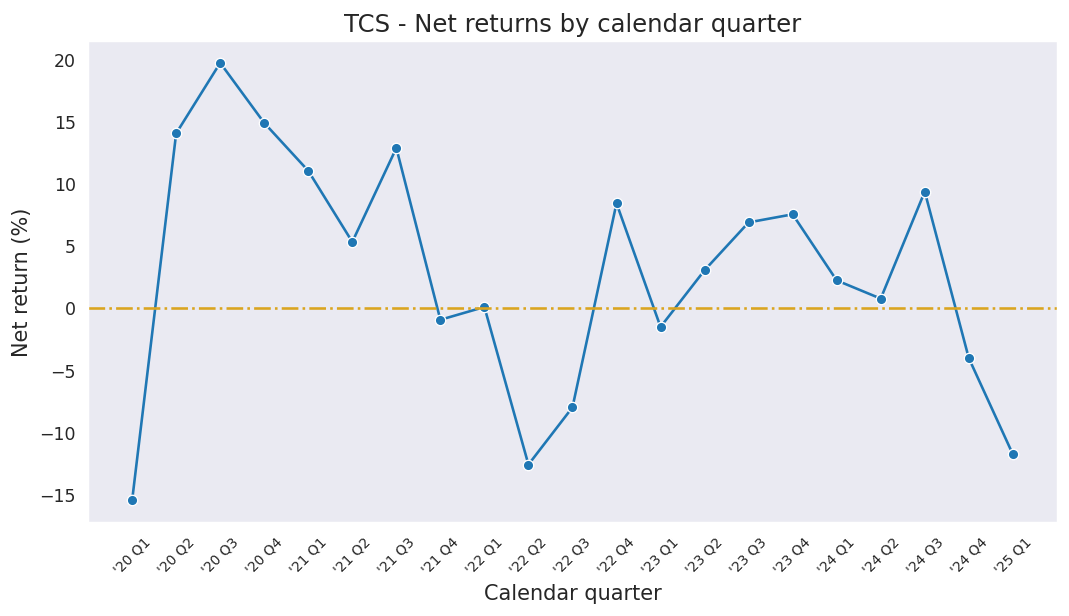 TCS - Net returns by calendar quarter
Net return (%)
20
15
10
5
0
−5
−10
−15
'20 Q1
'20 Q2
'20 Q3
'20 Q4
'21 Q1
'21 Q2
'21 Q3
'21 Q4
'22 Q1
'22 Q2
'22 Q3
'22 Q4
'23 Q1
'23 Q2
'23 Q3
'23 Q4
'24 Q1
'24 Q2
'24 Q3
'24 Q4
'25 Q1
Calendar quarter